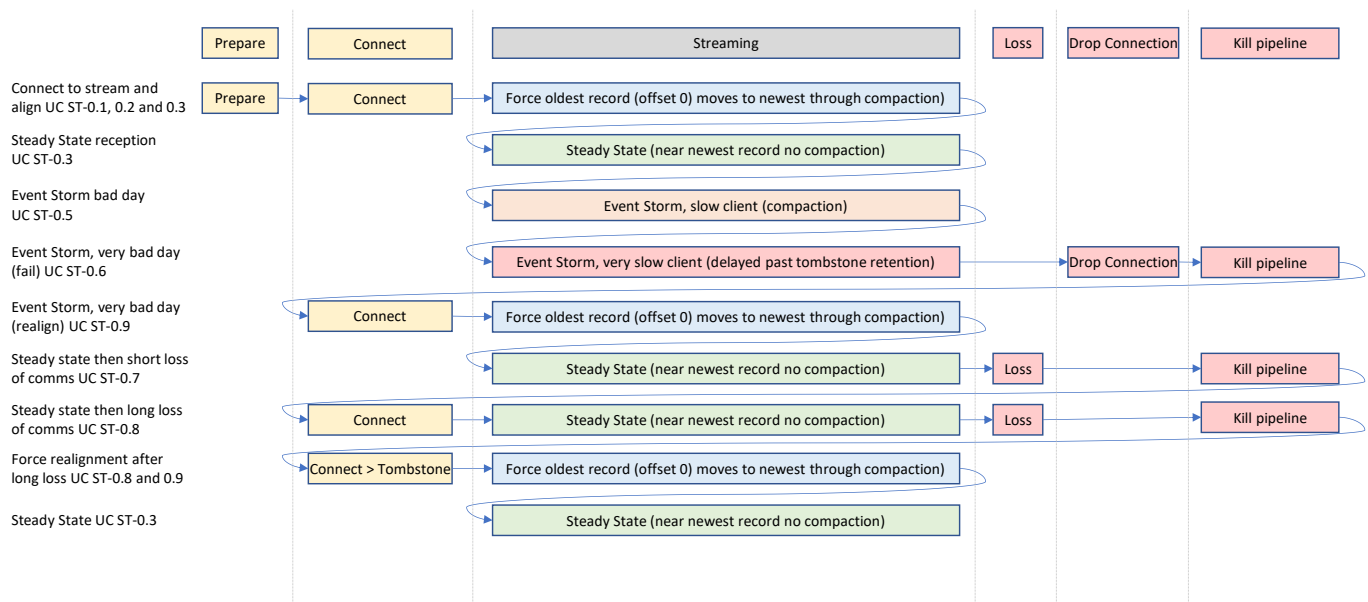 Prepare
Connect
Streaming
Loss
Drop Connection
Kill pipeline
Connect to stream and
align UC ST-0.1, 0.2 and 0.3
Prepare
Connect
Force oldest record (offset 0) moves to newest through compaction)
Steady State reception
UC ST-0.3
Steady State (near newest record no compaction)
Event Storm bad day
UC ST-0.5
Event Storm, slow client (compaction)
Event Storm, very bad day
(fail) UC ST-0.6
Event Storm, very slow client (delayed past tombstone retention)
Drop Connection
Kill pipeline
Event Storm, very bad day
(realign) UC ST-0.9
Connect
Force oldest record (offset 0) moves to newest through compaction)
Steady state then short loss
of comms UC ST-0.7
Steady State (near newest record no compaction)
Loss
Kill pipeline
Steady state then long loss
of comms UC ST-0.8
Connect
Steady State (near newest record no compaction)
Loss
Kill pipeline
Force realignment after
long loss UC ST-0.8 and 0.9
Connect > Tombstone
Force oldest record (offset 0) moves to newest through compaction)
Steady State UC ST-0.3
Steady State (near newest record no compaction)